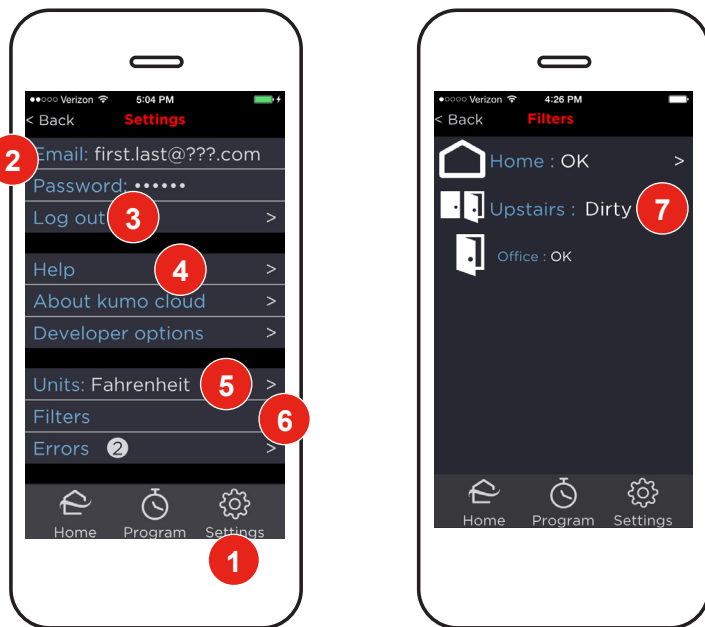 ●●○○○ Verizon 5:04 PM
< Back Settings
2
Email: first.last@???.com
Password: ••••••
Log out 3 >
Help 4 >
About kumo cloud >
Developer options >
Units: Fahrenheit 5 >
Filters 6
Errors 2 >
Home Program Settings
1
●○○○○ Verizon 4:26 PM
< Back Filters
Home : OK >
Upstairs : Dirty 7
Office : OK
Home Program Settings